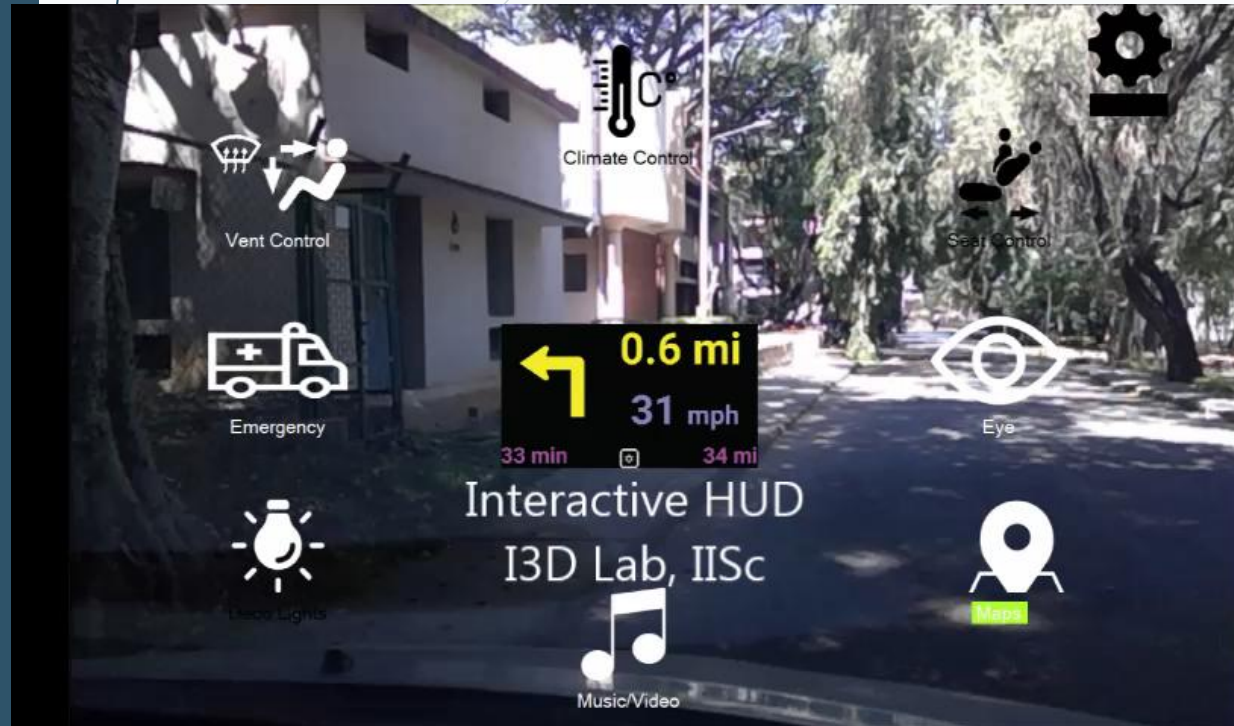 C°
Climate Control
Vent Control
Seat Control
0.6 mi
31 mph
33 min
34 mi
Emergency
Eye
Interactive HUD
I3D Lab, IISc
Lights
Maps
Music/Video